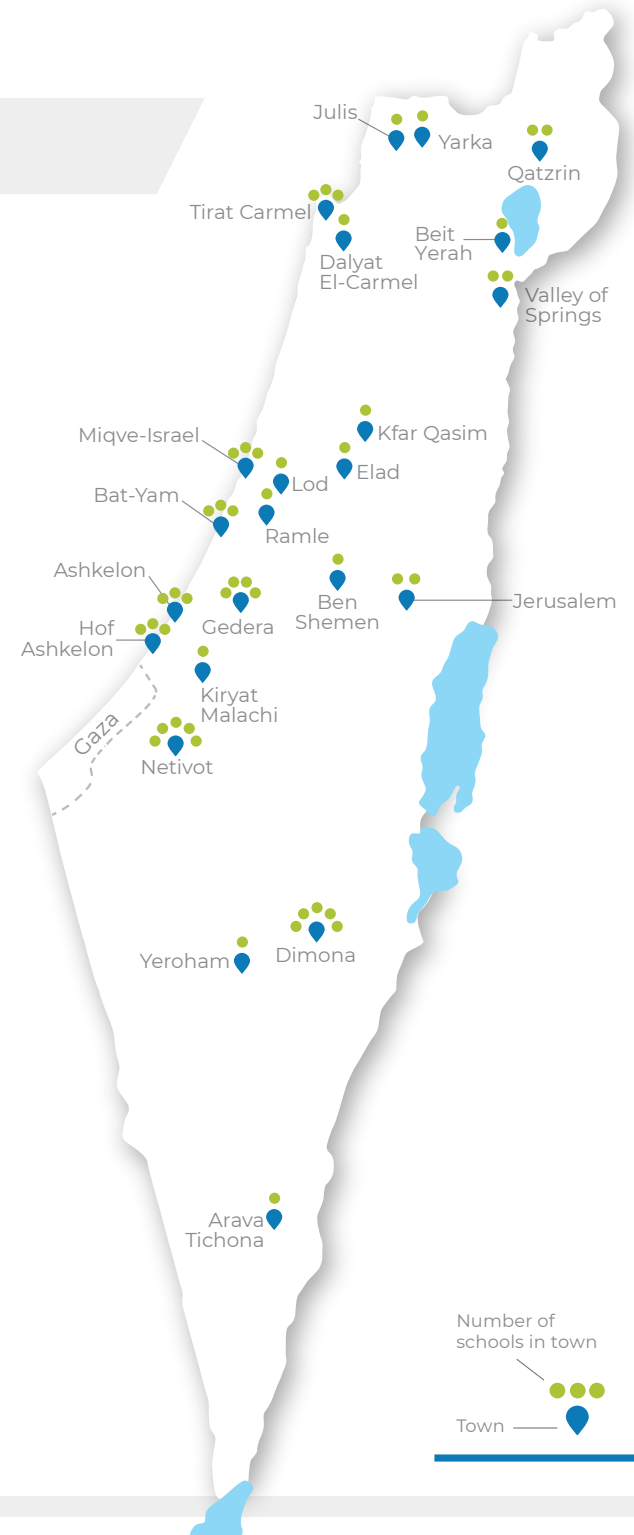 Julis
Yarka
Qatzrin
Tirat Carmel
Dalyat
El-Carmel
Beit
Yerah
Valley of
Springs
Miqve-Israel
Kfar Qasim
Elad
Lod
Bat-Yam
Ramle
Ashkelon
Ben
Shemen
Jerusalem
Hof
Ashkelon
Gedera
Kiryat
Malachi
Gaza
Netivot
Yeroham
Dimona
Arava
Tichona
Number of
schools in town
Town